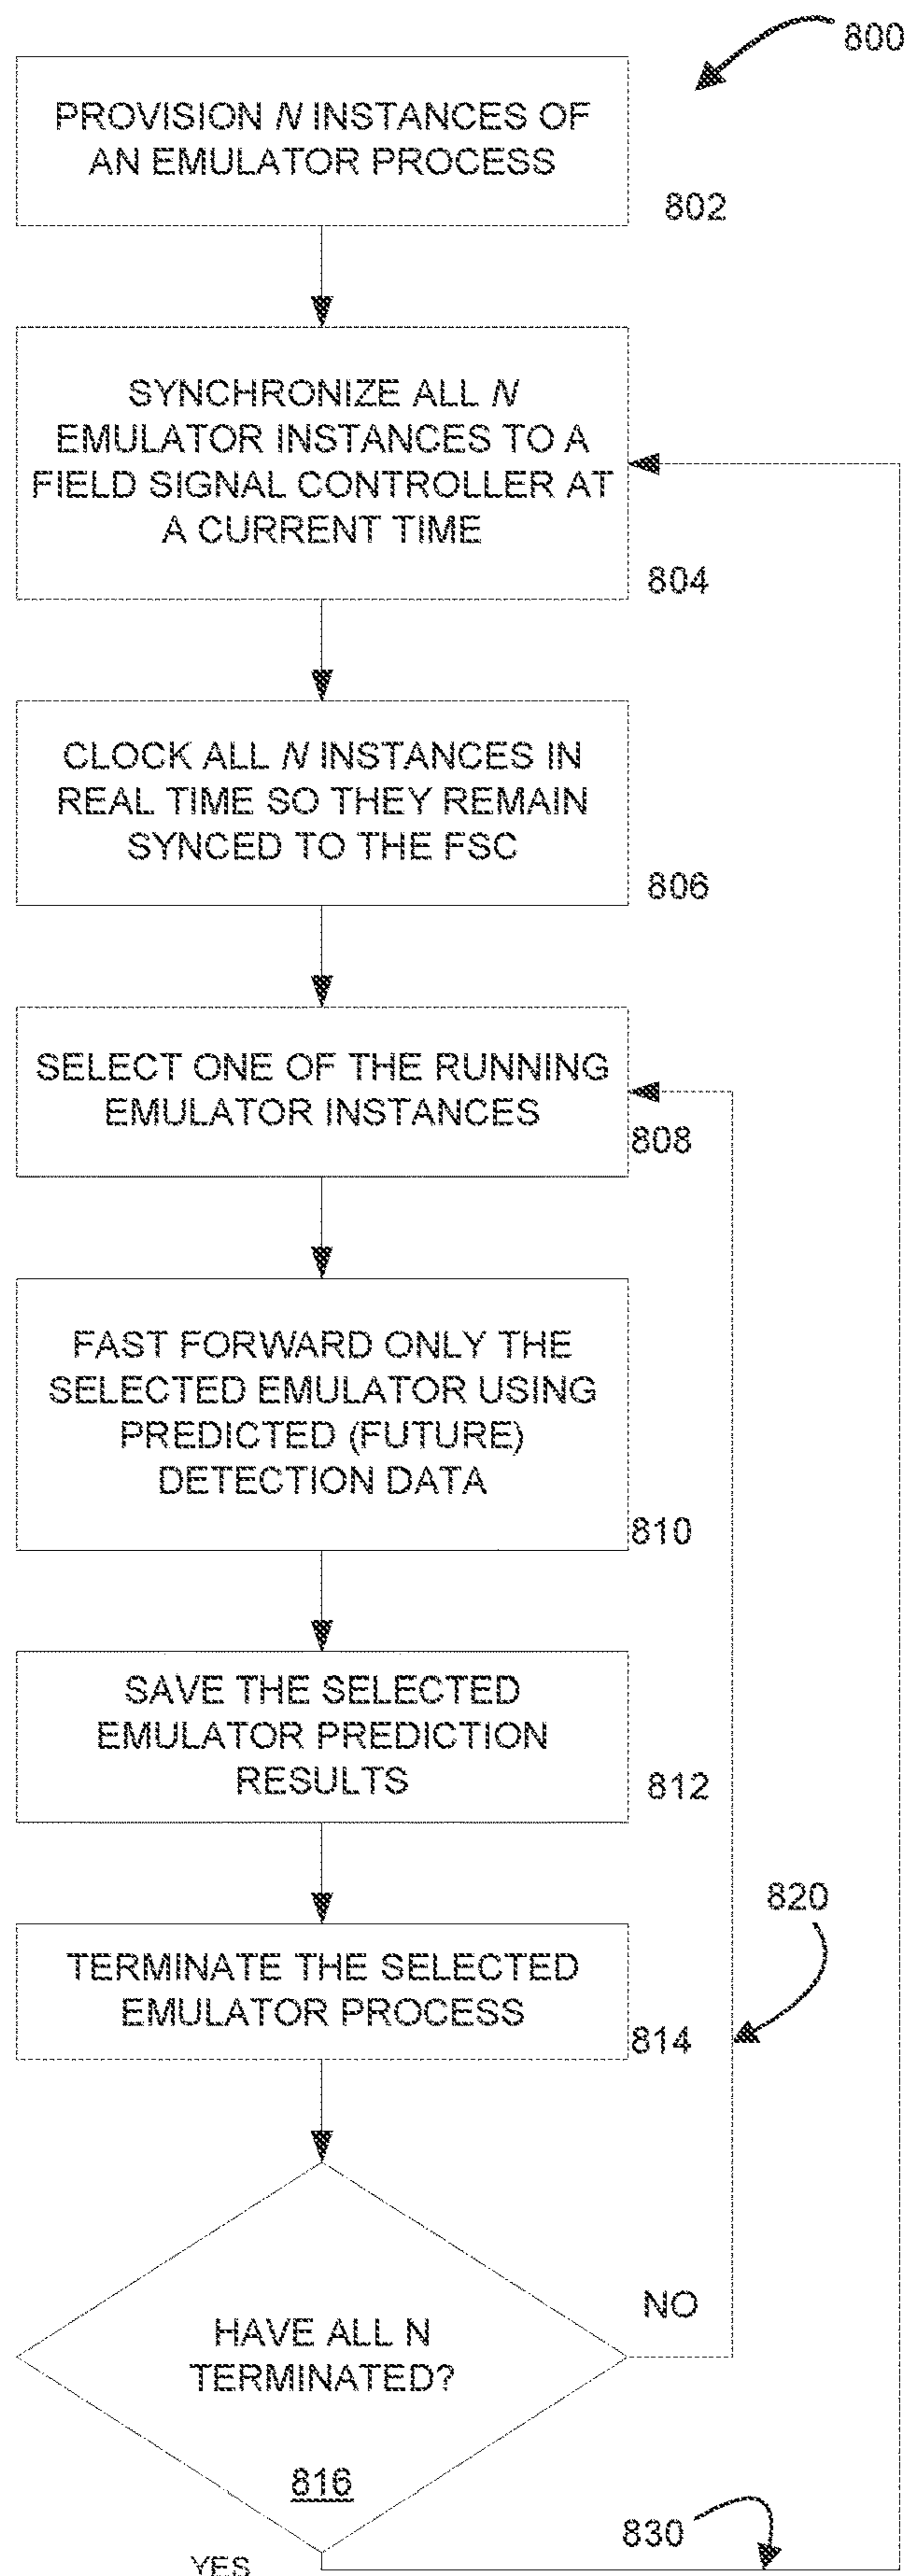 800
PROVISION N INSTANCES OF
AN EMULATOR PROCESS
802
SYNCHRONIZE ALL N
EMULATOR INSTANCES TO A
FIELD SIGNAL CONTROLLER AT
A CURRENT TIME
804
CLOCK ALL N INSTANCES IN
REAL TIME SO THEY REMAIN
SYNCED TO THE FSC
806
SELECT ONE OF THE RUNNING
EMULATOR INSTANCES
808
FAST FORWARD ONLY THE
SELECTED EMULATOR USING
PREDICTED (FUTURE)
DETECTION DATA
810
SAVE THE SELECTED
EMULATOR PREDICTION
RESULTS
812
820
TERMINATE THE SELECTED
EMULATOR PROCESS
814
NO
HAVE ALL N
TERMINATED?
816
830
YES